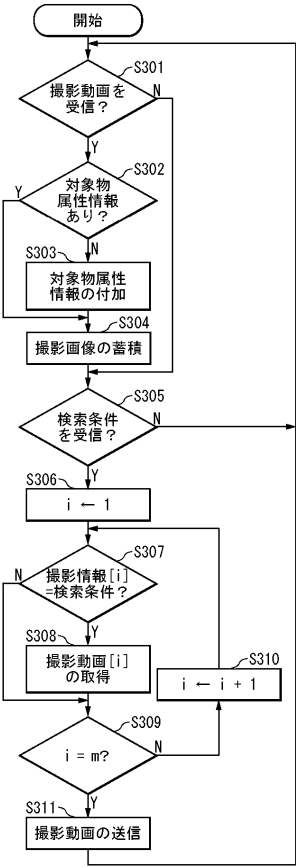 開始
S301
撮影動画を
受信？
N
Y
S302
対象物
属性情報
あり？
Y
N
S303
対象物属性
情報の付加
S304
撮影画像の蓄積
S305
検索条件
を受信？
N
Y
S306
i ← 1
S307
撮影情報[i]
=検索条件？
N
Y
S308
撮影動画[i]
の取得
S310
i ← i + 1
S309
i = m?
N
Y
S311
撮影動画の送信